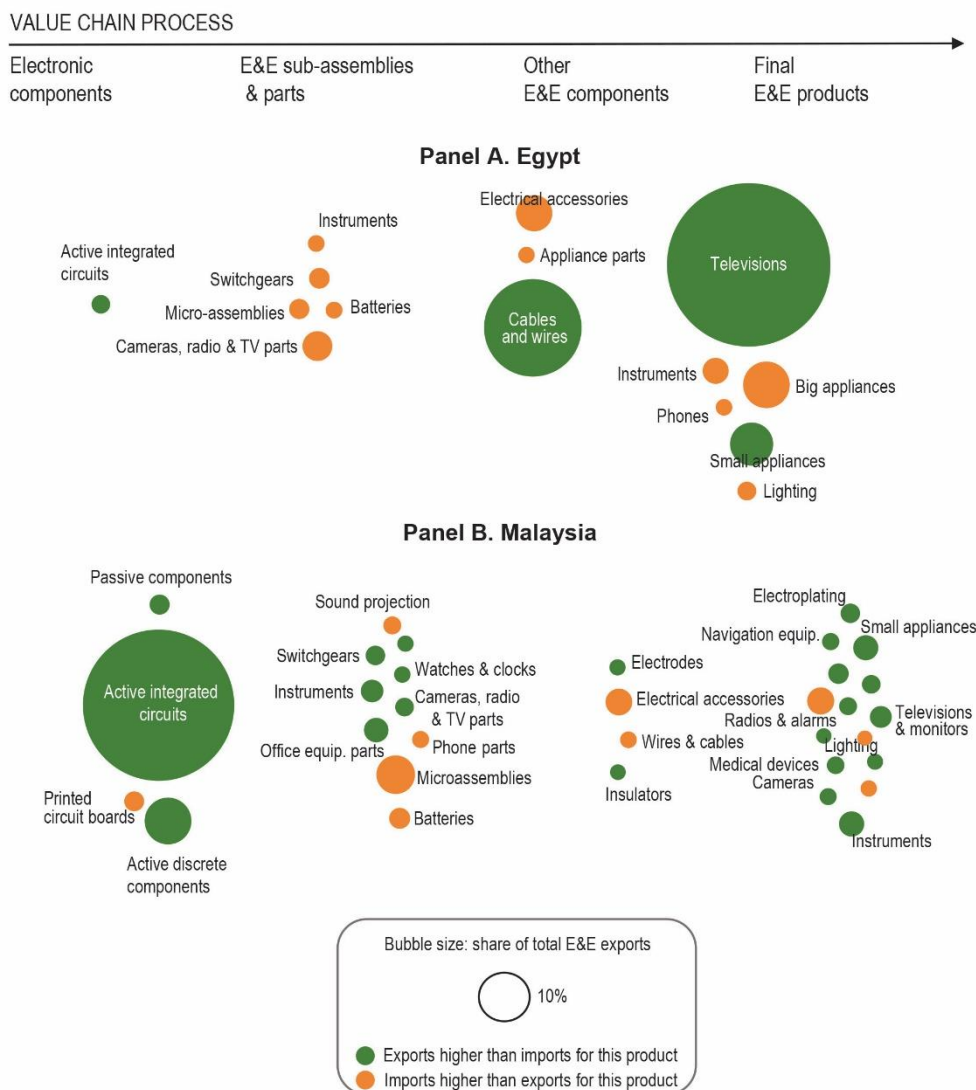 VALUE CHAIN PROCESS
Electronic
components
E&E sub-assemblies
& parts
Other
E&E components
Final
E&E products
Panel A. Egypt
Active integrated
circuits
Instruments
Switchgears
Micro-assemblies
Batteries
Cameras, radio & TV parts
Electrical accessories
Appliance parts
Cables
and wires
Televisions
Instruments
Big appliances
Phones
Small appliances
Lighting
Panel B. Malaysia
Passive components
Active integrated
circuits
Printed
circuit boards
Active discrete
components
Sound projection
Switchgears
Watches & clocks
Instruments
Cameras, radio
& TV parts
Office equip. parts
Phone parts
Microassemblies
Batteries
Electrodes
Electrical accessories
Wires & cables
Insulators
Electroplating
Small appliances
Navigation equip.
Radios & alarms
Televisions
& monitors
Lighting
Medical devices
Cameras
Instruments
Bubble size: share of total E&E exports
10%
Exports higher than imports for this product
Imports higher than exports for this product